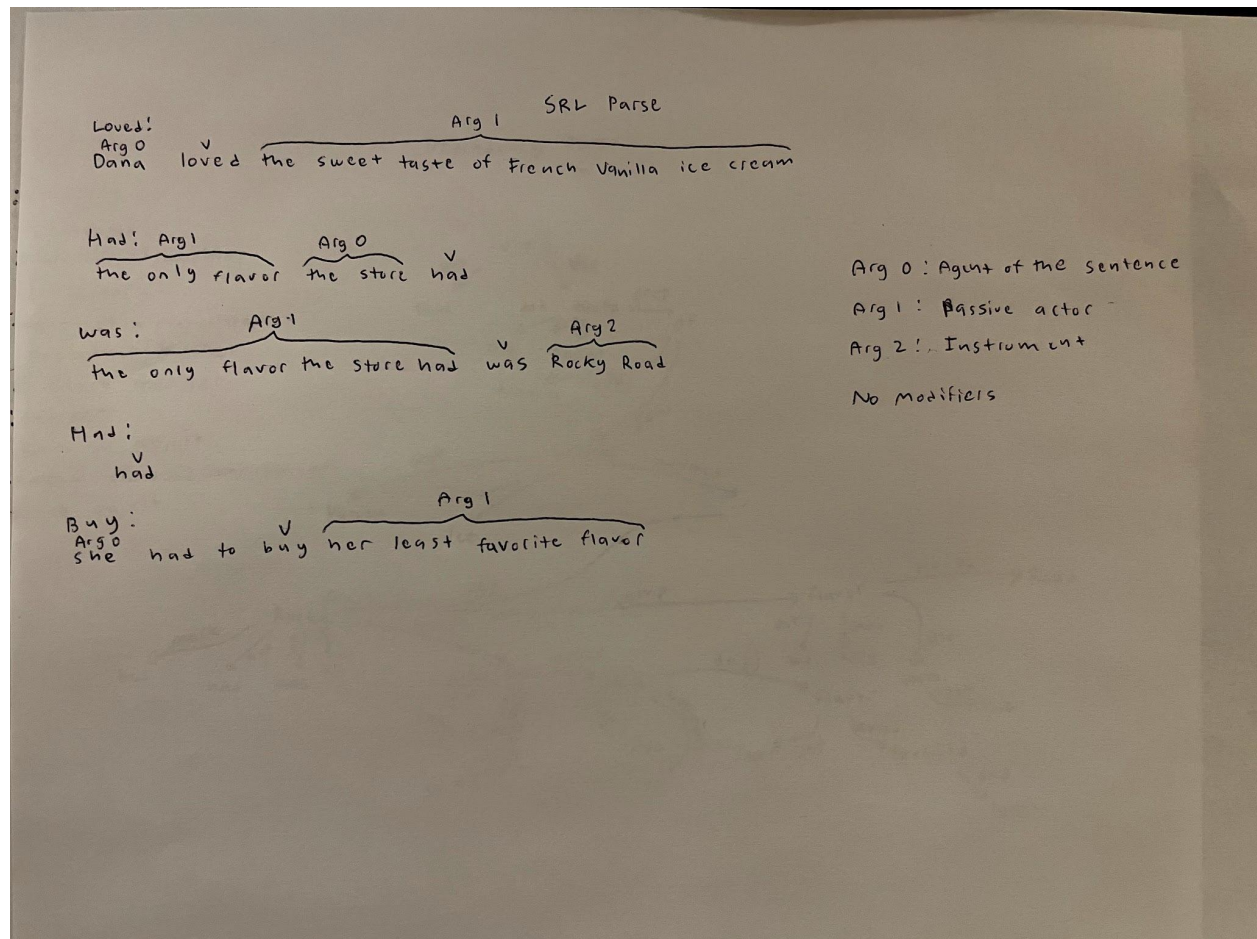 SRL Parse
Loved:
Arg 0 V Arg 1
Dana loved the sweet taste of French Vanilla ice cream
Had: Arg 1 Arg 0 V
the only flavor the store had
was: Arg 1 V Arg 2
the only flavor the store had was Rocky Road
Had:
V
had
Buy:
Arg 0 V Arg 1
she had to buy her least favorite flavor
Arg 0: Agent of the sentence
Arg 1: Passive actor
Arg 2: Instrument
No modifiers